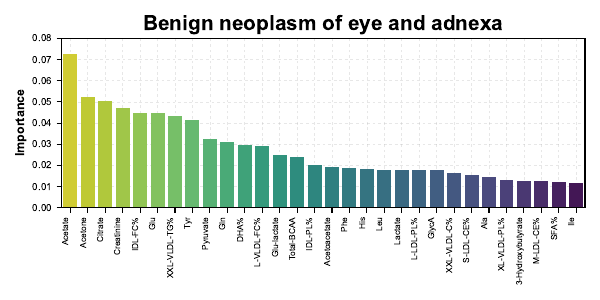 Benign neoplasm of eye and adnexa
Importance
0.08
0.07
0.06
0.05
0.04
0.03
0.02
0.01
0.00
Acetate
Acetone
Citrate
Creatinine
IDL-FC%
Glu
XXL-VLDL-TG%
Tyr
Pyruvate
Gln
DHA%
L-VLDL-FC%
Glu-lactate
Total-BCAA
IDL-PL%
Acetoacetate
Phe
His
Leu
Lactate
L-LDL-PL%
GlycA
XXL-VLDL-C%
S-LDL-CE%
Ala
XL-VLDL-PL%
3-Hydroxybutyrate
M-LDL-CE%
SFA%
Ile